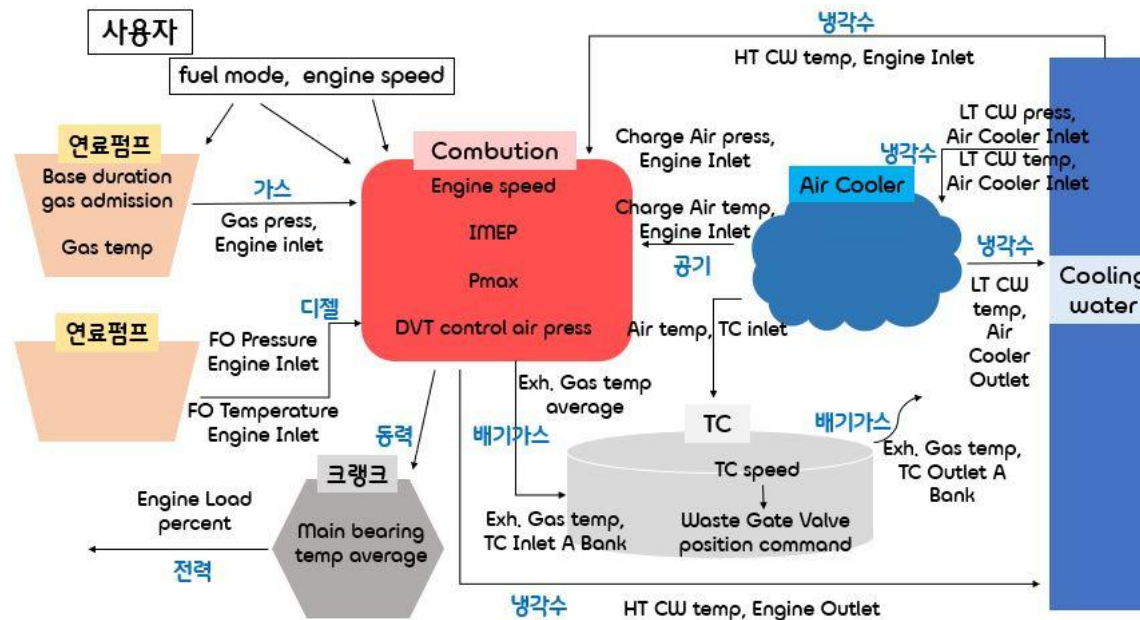 사용자
fuel mode, engine speed
연료펌프
Base duration
gas admission
Gas temp
가스
Gas press,
Engine inlet
연료펌프
디젤
FO Pressure
Engine Inlet
FO Temperature
Engine Inlet
Combution
Engine speed
IMEP
Pmax
DVT control air press
냉각수
HT CW temp, Engine Inlet
Charge Air press,
Engine Inlet
Charge Air temp,
Engine Inlet
공기
Air Cooler
냉각수
LT CW press,
Air Cooler Inlet
LT CW temp,
Air Cooler Inlet
냉각수
LT CW
temp,
Air
Cooler
Outlet
Cooling
water
Air temp, TC inlet
Exh. Gas temp
average
배기가스
동력
크랭크
Main bearing
temp average
Engine Load
percent
전력
TC
TC speed
Waste Gate Valve
position command
Exh. Gas temp,
TC Inlet A Bank
배기가스
Exh. Gas temp,
TC Outlet A
Bank
냉각수
HT CW temp, Engine Outlet